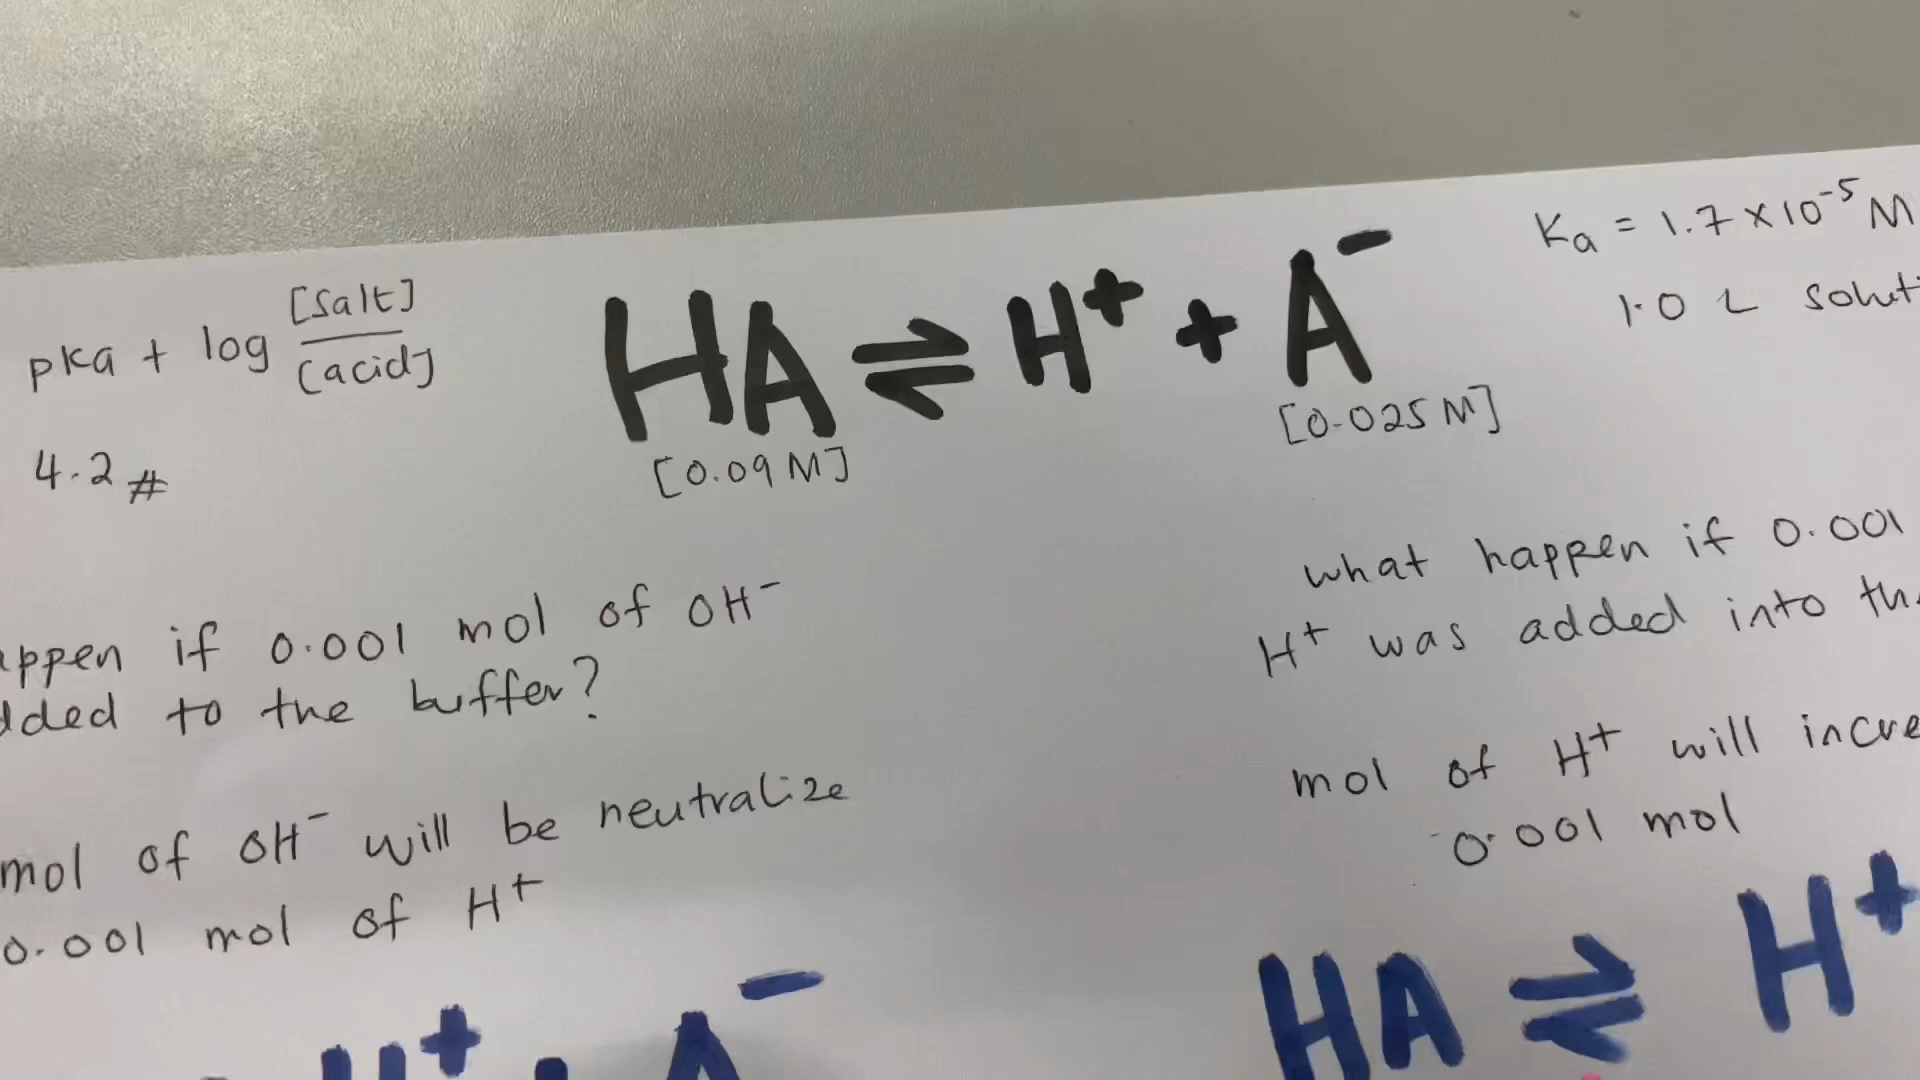 Ka = 1.7 x 10⁻⁵ M
1.0 L
pka + log [salt]/[acid]
HA ⇌ H⁺ + A⁻
[0.09 M] [0.025 M]
4.2 #
if 0.001 mol of OH⁻
to the buffer?
mol of OH⁻ will be neutralize
0.001 mol of H⁺
H⁺ A⁻
what happen if 0.001
H⁺ was added into
mol of H⁺ will
0.001 mol
HA ⇌ H⁺